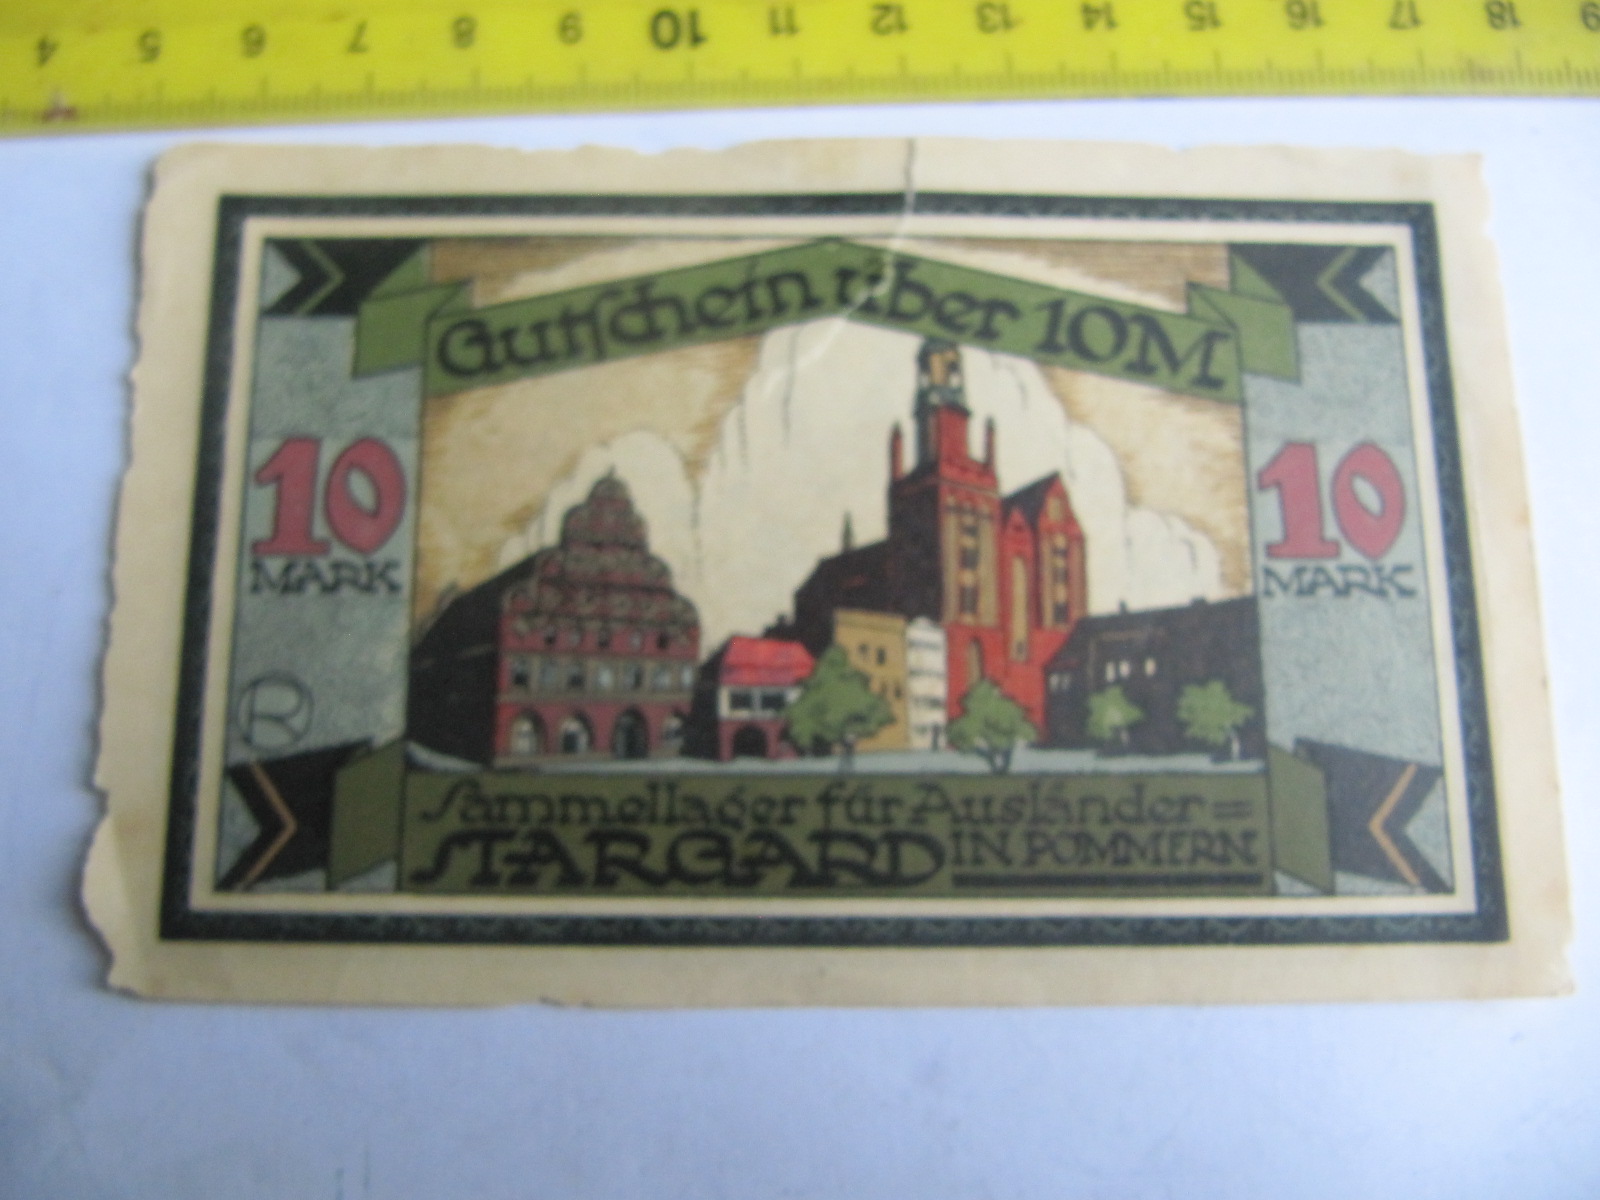 4 5 6 7 8 9 10 11 12 13 14 15 16 17 18 19
Gutschein über 10 M
10
MARK
10
MARK
R
Sammellager für Ausländer =
STARGARD IN POMMERN